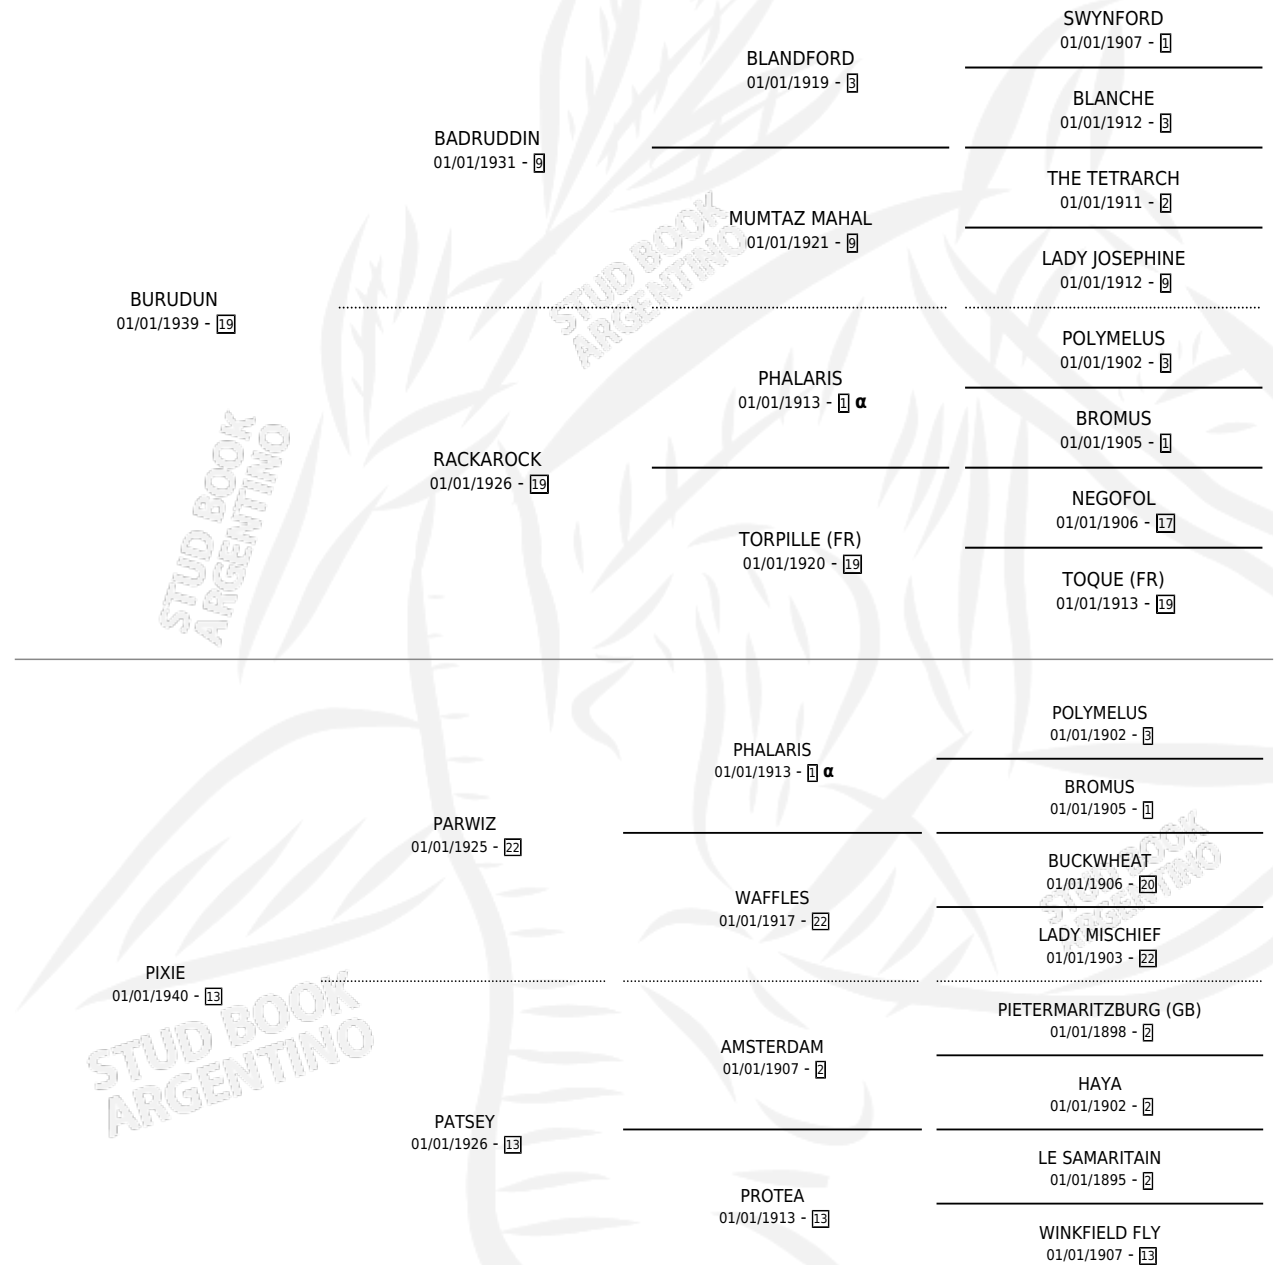 SWYNFORD
01/01/1907 - 1
BLANDFORD
01/01/1919 - 3
BLANCHE
01/01/1912 - 3
BADRUDDIN
01/01/1931 - 9
THE TETRARCH
01/01/1911 - 2
MUMTAZ MAHAL
01/01/1921 - 9
LADY JOSEPHINE
01/01/1912 - 9
BURUDUN
01/01/1939 - 19
POLYMELUS
01/01/1902 - 3
PHALARIS
01/01/1913 - 1 α
BROMUS
01/01/1905 - 1
RACKAROCK
01/01/1926 - 19
NEGOFOL
01/01/1906 - 17
TORPILLE (FR)
01/01/1920 - 19
TOQUE (FR)
01/01/1913 - 19
POLYMELUS
01/01/1902 - 3
PHALARIS
01/01/1913 - 1 α
BROMUS
01/01/1905 - 1
PARWIZ
01/01/1925 - 22
BUCKWHEAT
01/01/1906 - 20
WAFFLES
01/01/1917 - 22
LADY MISCHIEF
01/01/1903 - 22
PIXIE
01/01/1940 - 13
PIETERMARITZBURG (GB)
01/01/1898 - 2
AMSTERDAM
01/01/1907 - 2
HAYA
01/01/1902 - 2
PATSEY
01/01/1926 - 13
LE SAMARITAIN
01/01/1895 - 2
PROTEA
01/01/1913 - 13
WINKFIELD FLY
01/01/1907 - 13
STUD BOOK
ARGENTINO
STUD BOOK
ARGENTINO
STUD BOOK
ARGENTINO
STUD BOOK
ARGENTINO